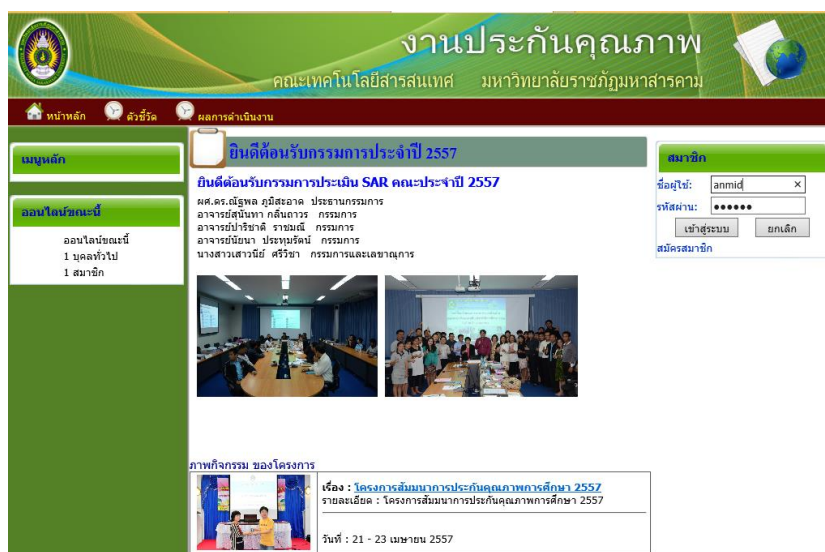 งานประกันคุณภาพ
คณะเทคโนโลยีสารสนเทศ มหาวิทยาลัยราชภัฏมหาสารคาม
หน้าหลัก ตัวชี้วัด ผลการดำเนินงาน
เมนูหลัก
ออนไลน์ขณะนี้
ออนไลน์ขณะนี้
1 บุคลทั่วไป
1 สมาชิก
ยินดีต้อนรับกรรมการประจำปี 2557
ยินดีต้อนรับกรรมการประเมิน SAR คณะประจำปี 2557
ผศ.ดร.ณัฐพล ภูมิสะอาด ประธานกรรมการ
อาจารย์สุนันทา กลิ่นถาวร กรรมการ
อาจารย์ปาริชาติ ราชมณี กรรมการ
อาจารย์นัยนา ประทุมรัตน์ กรรมการ
นางสาวเสาวนีย์ ศรีวิชา กรรมการและเลขาณุการ
ภาพกิจกรรม ของโครงการ
เรื่อง : โครงการสัมมนาการประกันคุณภาพการศึกษา 2557
รายละเอียด : โครงการสัมมนาการประกันคุณภาพการศึกษา 2557
วันที่ : 21 - 23 เมษายน 2557
สมาชิก
ชื่อผู้ใช้: anmid ×
รหัสผ่าน: ●●●●●●
เข้าสู่ระบบ ยกเลิก
สมัครสมาชิก